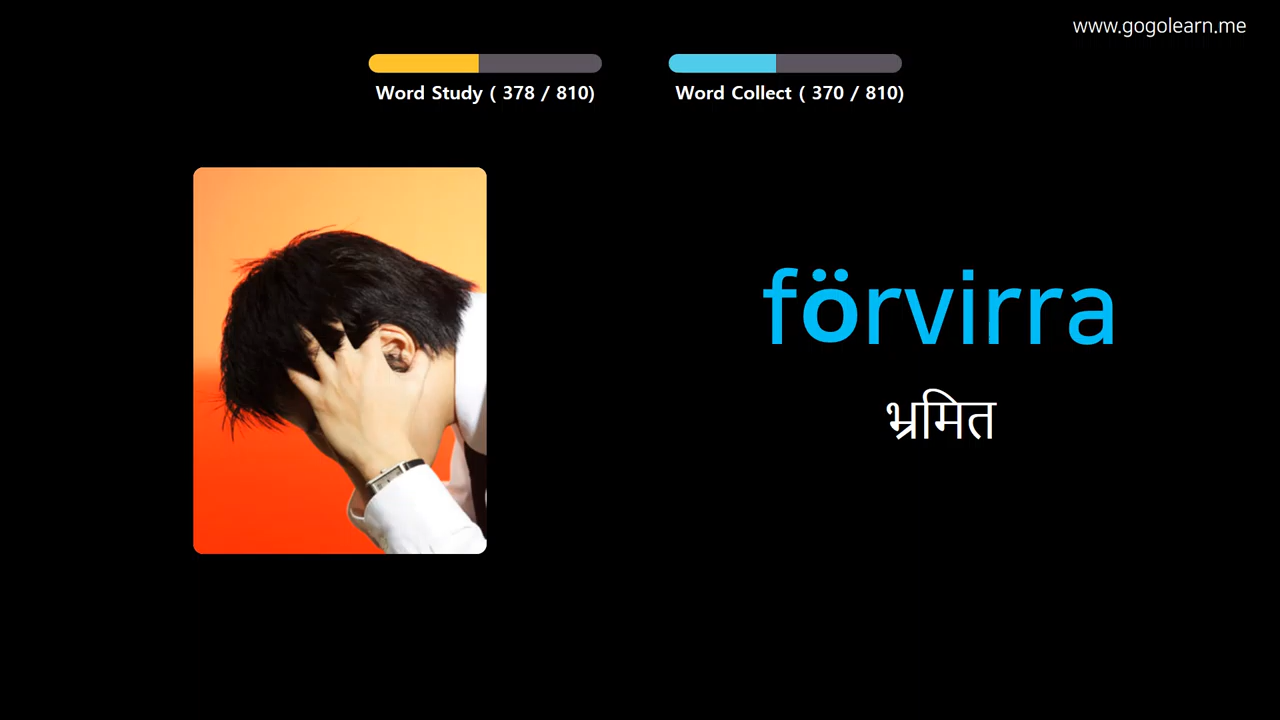 www.gogolearn.me
Word Study ( 378 / 810)
Word Collect ( 370 / 810)
förvirra
भ्रमित